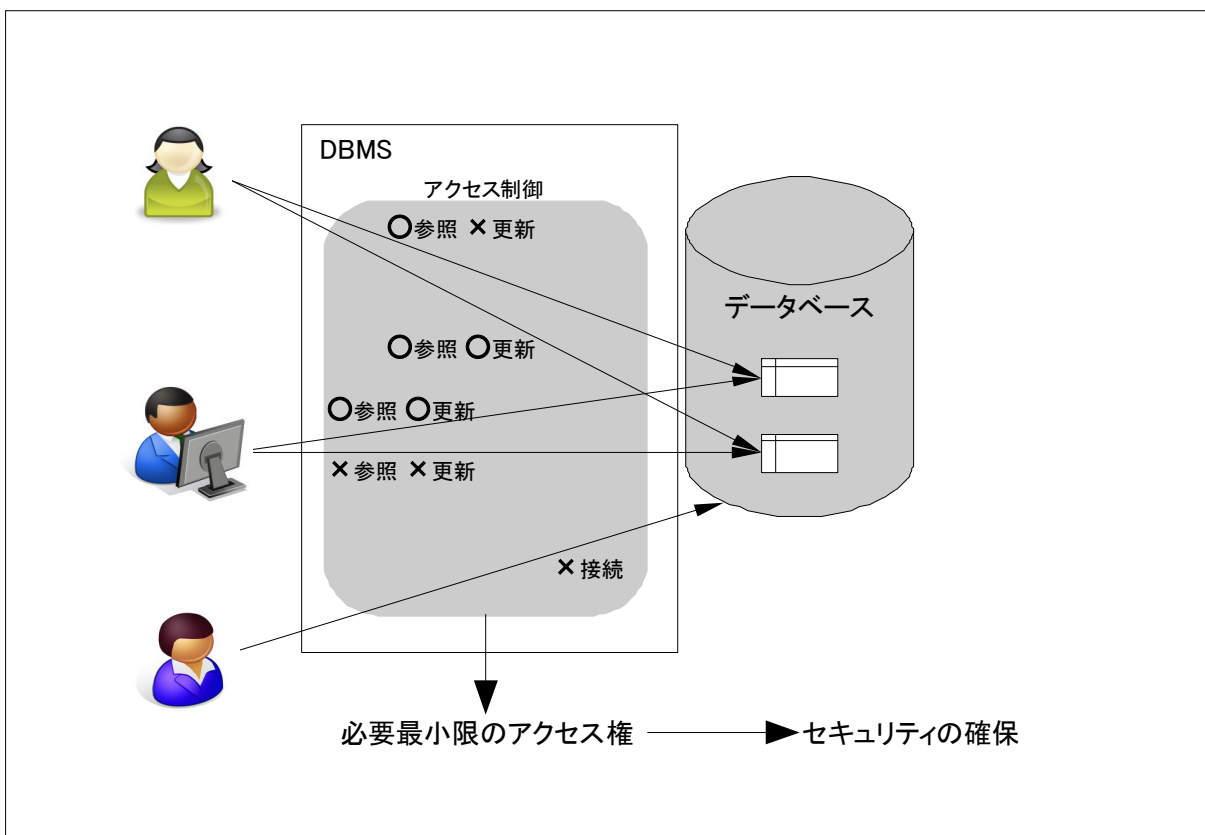 DBMS
アクセス制御
○参照 ×更新
データベース
○参照 ○更新
○参照 ○更新
×参照 ×更新
×接続
必要最小限のアクセス権
セキュリティの確保